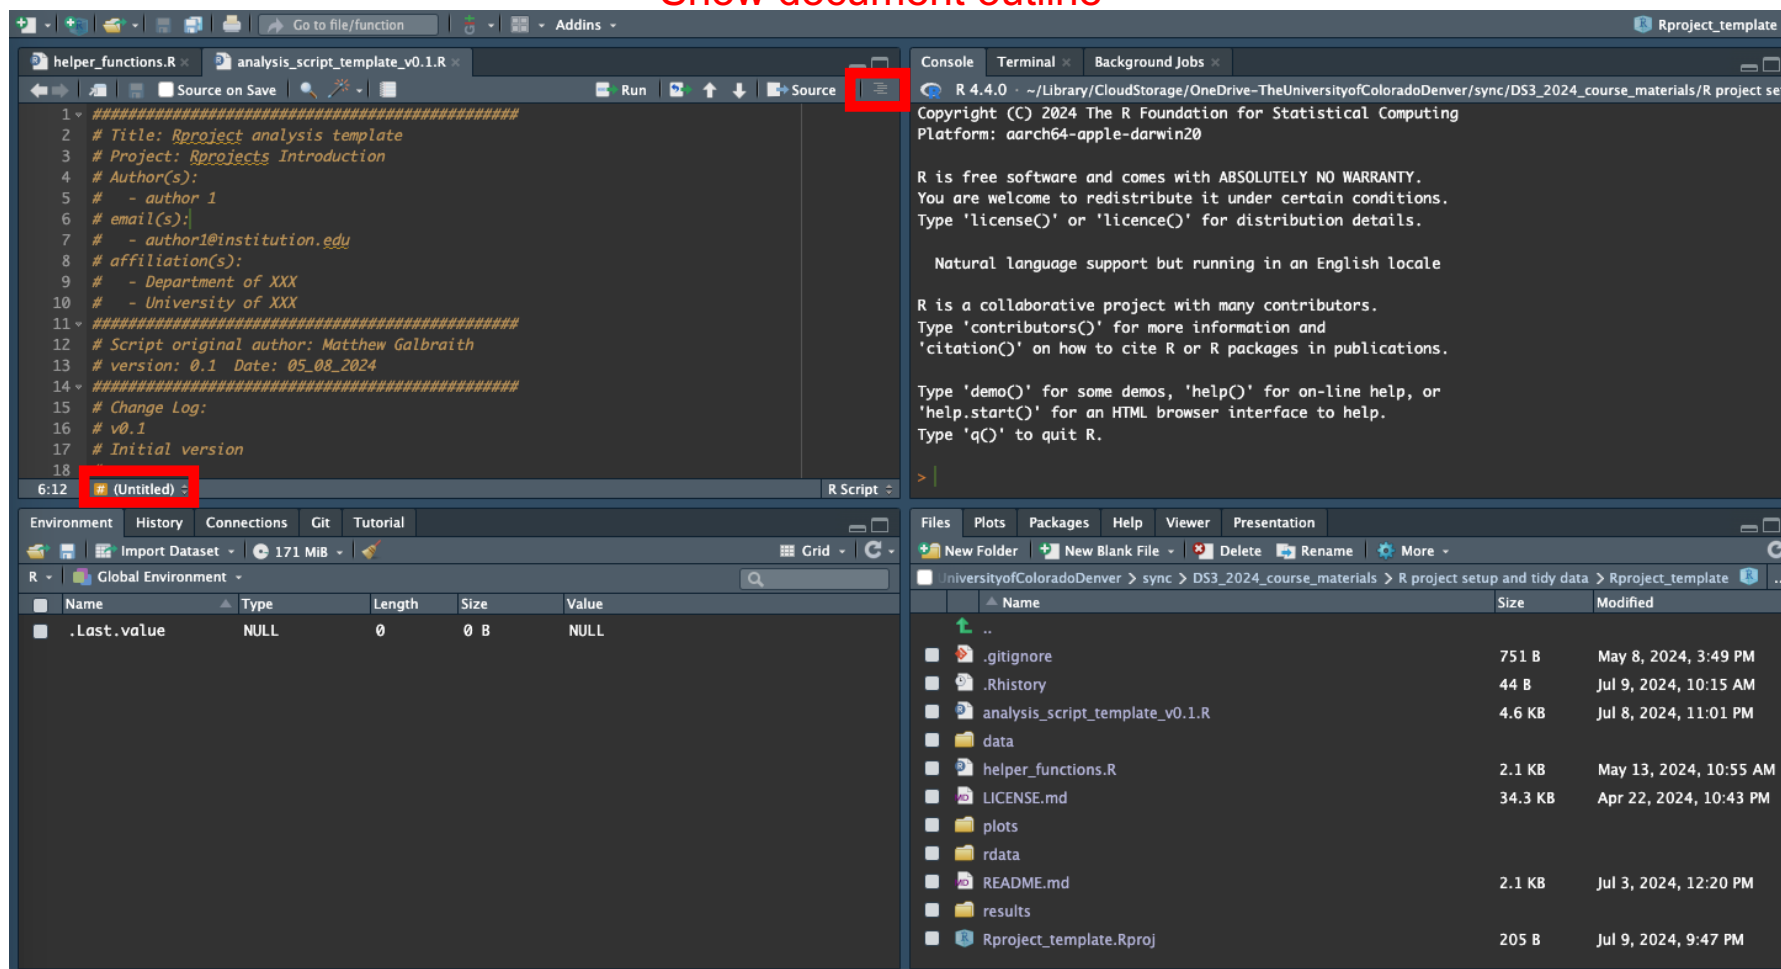 Show document outline
Go to file/function
Addins
Rproject_template
helper_functions.R
analysis_script_template_v0.1.R
Source on Save
Run
Source
1 ################################################
2 # Title: Rproject analysis template
3 # Project: Rprojects Introduction
4 # Author(s):
5 #   - author 1
6 # email(s):
7 #   - author1@institution.edu
8 # affiliation(s):
9 #   - Department of XXX
10 #   - University of XXX
11 ################################################
12 # Script original author: Matthew Galbraith
13 # version: 0.1  Date: 05_08_2024
14 ################################################
15 # Change Log:
16 # v0.1
17 # Initial version
18
6:12 # (Untitled) R Script
Console Terminal Background Jobs
R 4.4.0 · ~/Library/CloudStorage/OneDrive-TheUniversityofColoradoDenver/sync/DS3_2024_course_materials/R project se
Copyright (C) 2024 The R Foundation for Statistical Computing
Platform: aarch64-apple-darwin20
R is free software and comes with ABSOLUTELY NO WARRANTY.
You are welcome to redistribute it under certain conditions.
Type 'license()' or 'licence()' for distribution details.
Natural language support but running in an English locale
R is a collaborative project with many contributors.
Type 'contributors()' for more information and
'citation()' on how to cite R or R packages in publications.
Type 'demo()' for some demos, 'help()' for on-line help, or
'help.start()' for an HTML browser interface to help.
Type 'q()' to quit R.
>
Environment History Connections Git Tutorial
Import Dataset 171 MiB Grid
R Global Environment
Name Type Length Size Value
.Last.value NULL 0 0 B NULL
Files Plots Packages Help Viewer Presentation
New Folder New Blank File Delete Rename More
UniversityofColoradoDenver > sync > DS3_2024_course_materials > R project setup and tidy data > Rproject_template ..
Name Size Modified
..
.gitignore 751 B May 8, 2024, 3:49 PM
.Rhistory 44 B Jul 9, 2024, 10:15 AM
analysis_script_template_v0.1.R 4.6 KB Jul 8, 2024, 11:01 PM
data
helper_functions.R 2.1 KB May 13, 2024, 10:55 AM
LICENSE.md 34.3 KB Apr 22, 2024, 10:43 PM
plots
rdata
README.md 2.1 KB Jul 3, 2024, 12:20 PM
results
Rproject_template.Rproj 205 B Jul 9, 2024, 9:47 PM